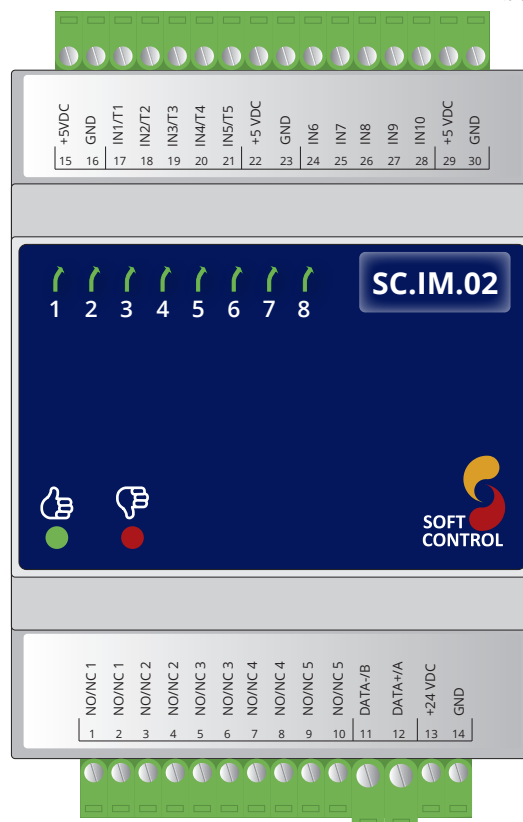 +5VDC GND IN1/T1 IN2/T2 IN3/T3 IN4/T4 IN5/T5 +5 VDC GND IN6 IN7 IN8 IN9 IN10 +5 VDC GND
15 16 17 18 19 20 21 22 23 24 25 26 27 28 29 30
1 2 3 4 5 6 7 8
SC.IM.02
SOFT
CONTROL
NO/NC 1 NO/NC 1 NO/NC 2 NO/NC 2 NO/NC 3 NO/NC 3 NO/NC 4 NO/NC 4 NO/NC 5 NO/NC 5 DATA-/B DATA+/A +24 VDC GND
1 2 3 4 5 6 7 8 9 10 11 12 13 14